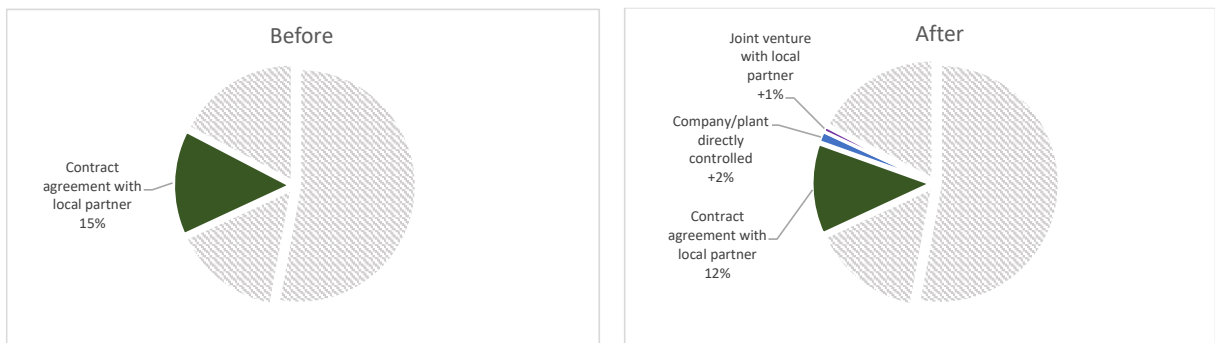 Before
Contract
agreement with
local partner
15%
After
Joint venture
with local
partner
+1%
Company/plant
directly
controlled
+2%
Contract
agreement with
local partner
12%